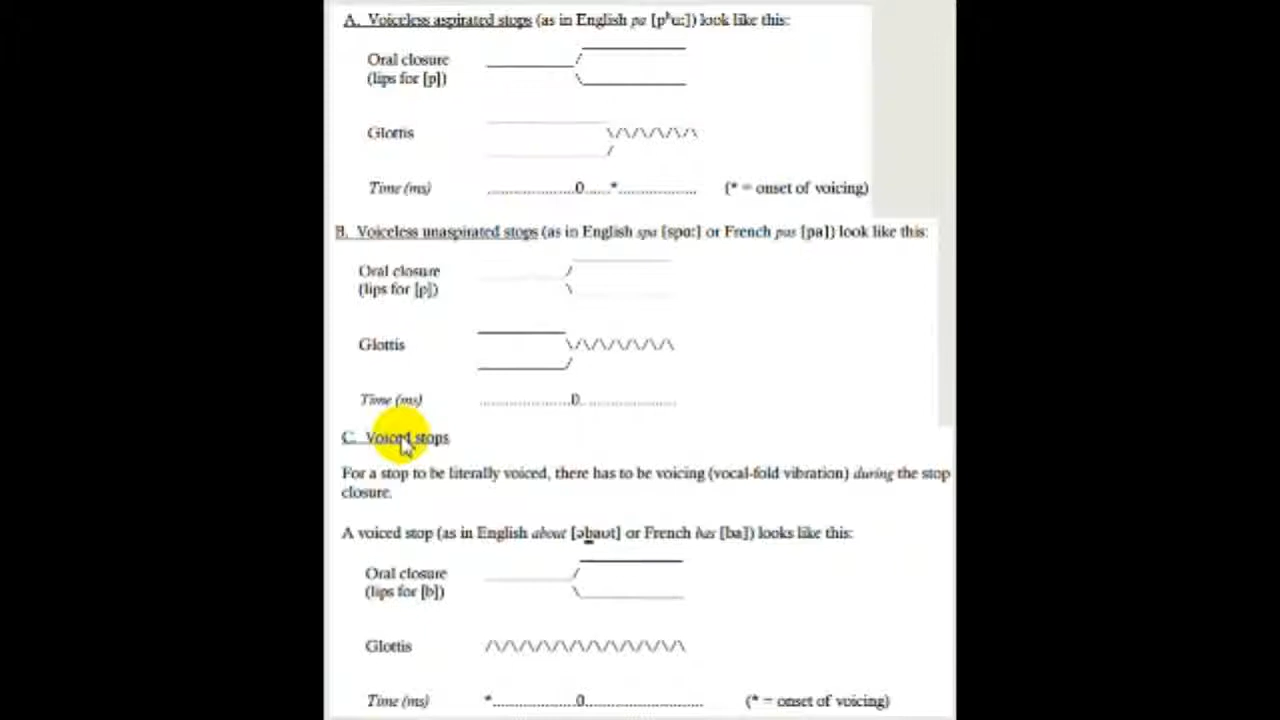 A. Voiceless aspirated stops (as in English pa [pʰɑ:]) look like this:
Oral closure
(lips for [p])
Glottis
Time (ms) ......................0......*.................... (* = onset of voicing)
B. Voiceless unaspirated stops (as in English spa [spɑ:] or French pas [pa]) look like this:
Oral closure
(lips for [p])
Glottis
Time (ms) .......................0........................
C. Voiced stops
For a stop to be literally voiced, there has to be voicing (vocal-fold vibration) during the stop
closure.
A voiced stop (as in English about [əbaʊt] or French bas [ba]) looks like this:
Oral closure
(lips for [b])
Glottis
Time (ms) *......................0.............................. (* = onset of voicing)